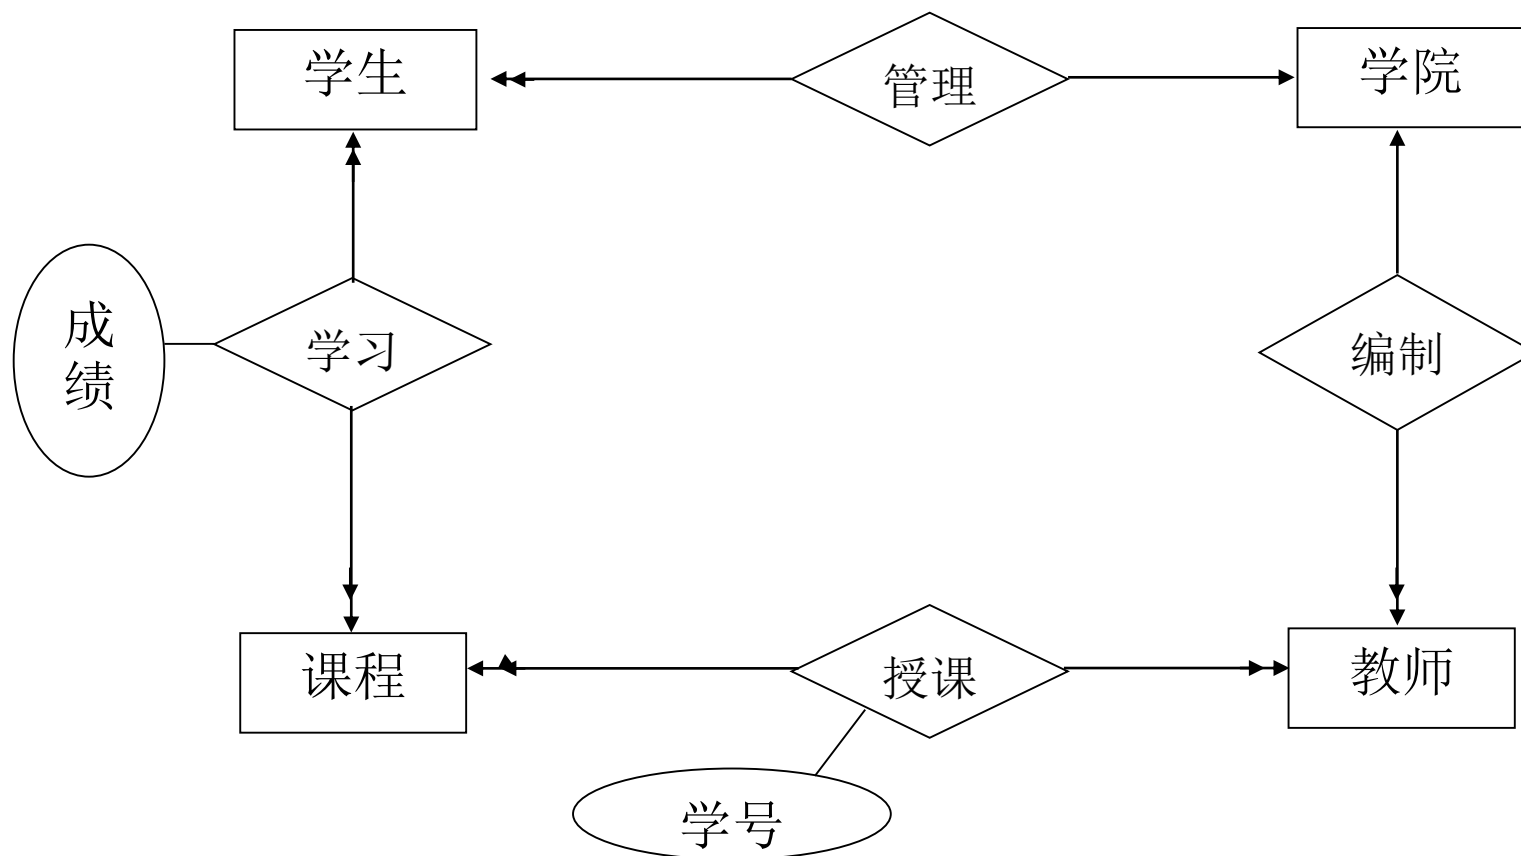 学生
管理
学院
成
绩
学习
编制
课程
授课
教师
学号